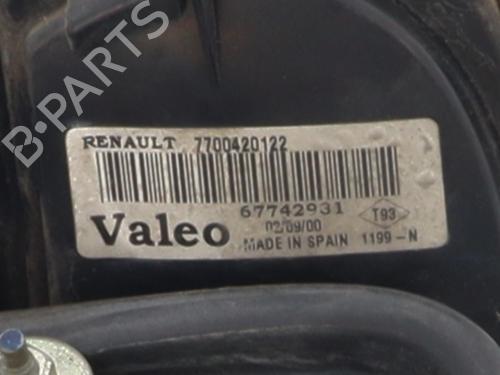 RENAULT 7700420122
67742931
Valeo 02/09/00 T93
MADE IN SPAIN 1199-N
B-PARTS